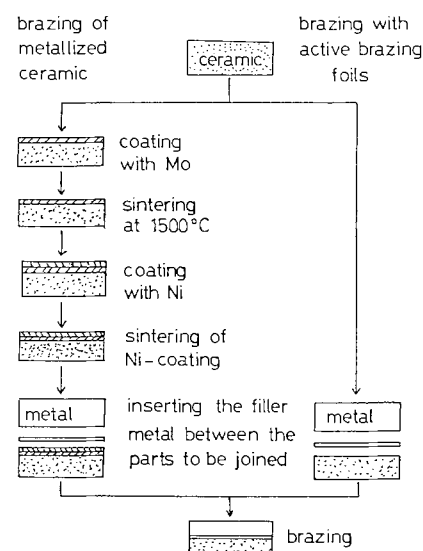 brazing of
metallized
ceramic
brazing with
active brazing
foils
ceramic
coating
with Mo
sintering
at 1500°C
coating
with Ni
sintering of
Ni-coating
metal
inserting the filler
metal between the
parts to be joined
metal
brazing